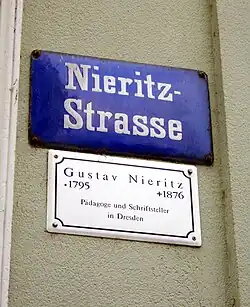 Nieritz-
Strasse
Gustav Nieritz
*1795 +1876
Pädagoge und Schriftsteller
in Dresden